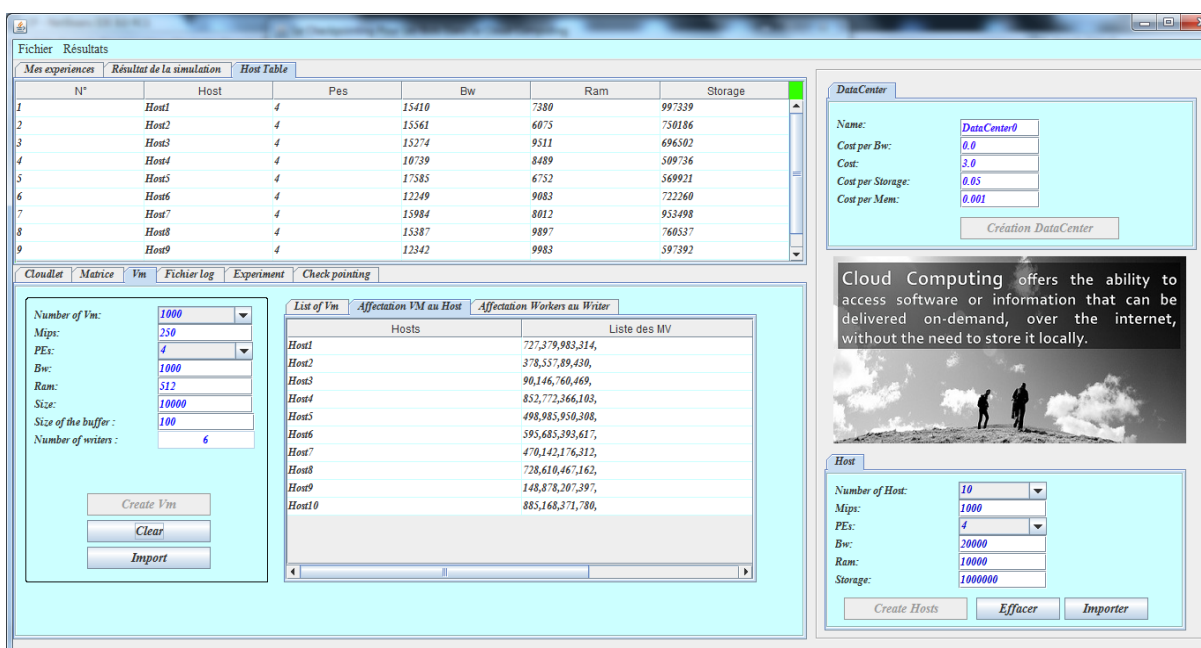 Fichier Résultats
Mes experiences Résultat de la simulation Host Table
N° Host Pes Bw Ram Storage
1 Host1 4 15410 7380 997339
2 Host2 4 15561 6075 750186
3 Host3 4 15274 9511 696502
4 Host4 4 10739 8489 509736
5 Host5 4 17585 6752 569921
6 Host6 4 12249 9083 722260
7 Host7 4 15984 8012 953498
8 Host8 4 15387 9897 760537
9 Host9 4 12342 9983 597392
Cloudlet Matrice Vm Fichier log Experiment Check pointing
Number of Vm: 1000
Mips: 250
PEs: 4
Bw: 1000
Ram: 512
Size: 10000
Size of the buffer : 100
Number of writers : 6
Create Vm
Clear
Import
List of Vm Affectation VM au Host Affectation Workers au Writer
Hosts Liste des MV
Host1 727,379,983,314,
Host2 378,557,89,430,
Host3 90,146,760,469,
Host4 852,772,366,103,
Host5 498,985,950,308,
Host6 595,685,393,617,
Host7 470,142,176,312,
Host8 728,610,467,162,
Host9 148,878,207,397,
Host10 885,168,371,780,
DataCenter
Name: DataCenter0
Cost per Bw: 0.0
Cost: 3.0
Cost per Storage: 0.05
Cost per Mem: 0.001
Création DataCenter
Cloud Computing offers the ability to
access software or information that can be
delivered on-demand, over the internet,
without the need to store it locally.
Host
Number of Host: 10
Mips: 1000
PEs: 4
Bw: 20000
Ram: 10000
Storage: 1000000
Create Hosts Effacer Importer